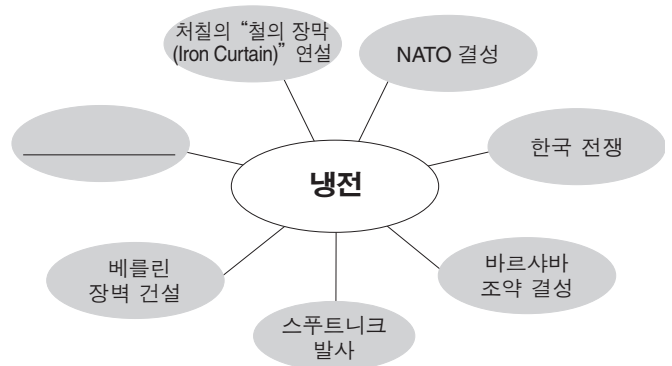 처칠의 “철의 장막
(Iron Curtain)” 연설
NATO 결성
한국 전쟁
냉전
바르샤바
조약 결성
스푸트니크
발사
베를린
장벽 건설